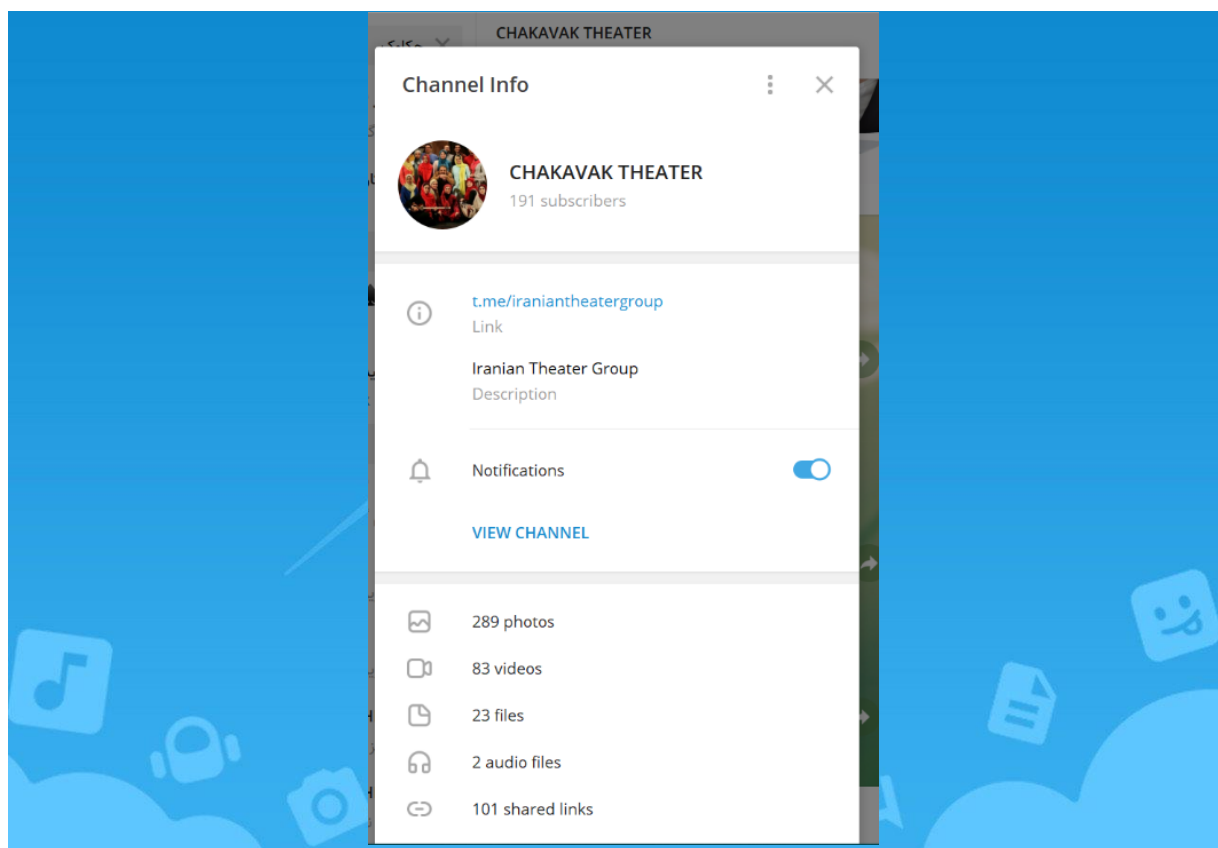 CHAKAVAK THEATER
Channel Info
CHAKAVAK THEATER
191 subscribers
t.me/iraniantheatergroup
Link
Iranian Theater Group
Description
Notifications
VIEW CHANNEL
289 photos
83 videos
23 files
2 audio files
101 shared links